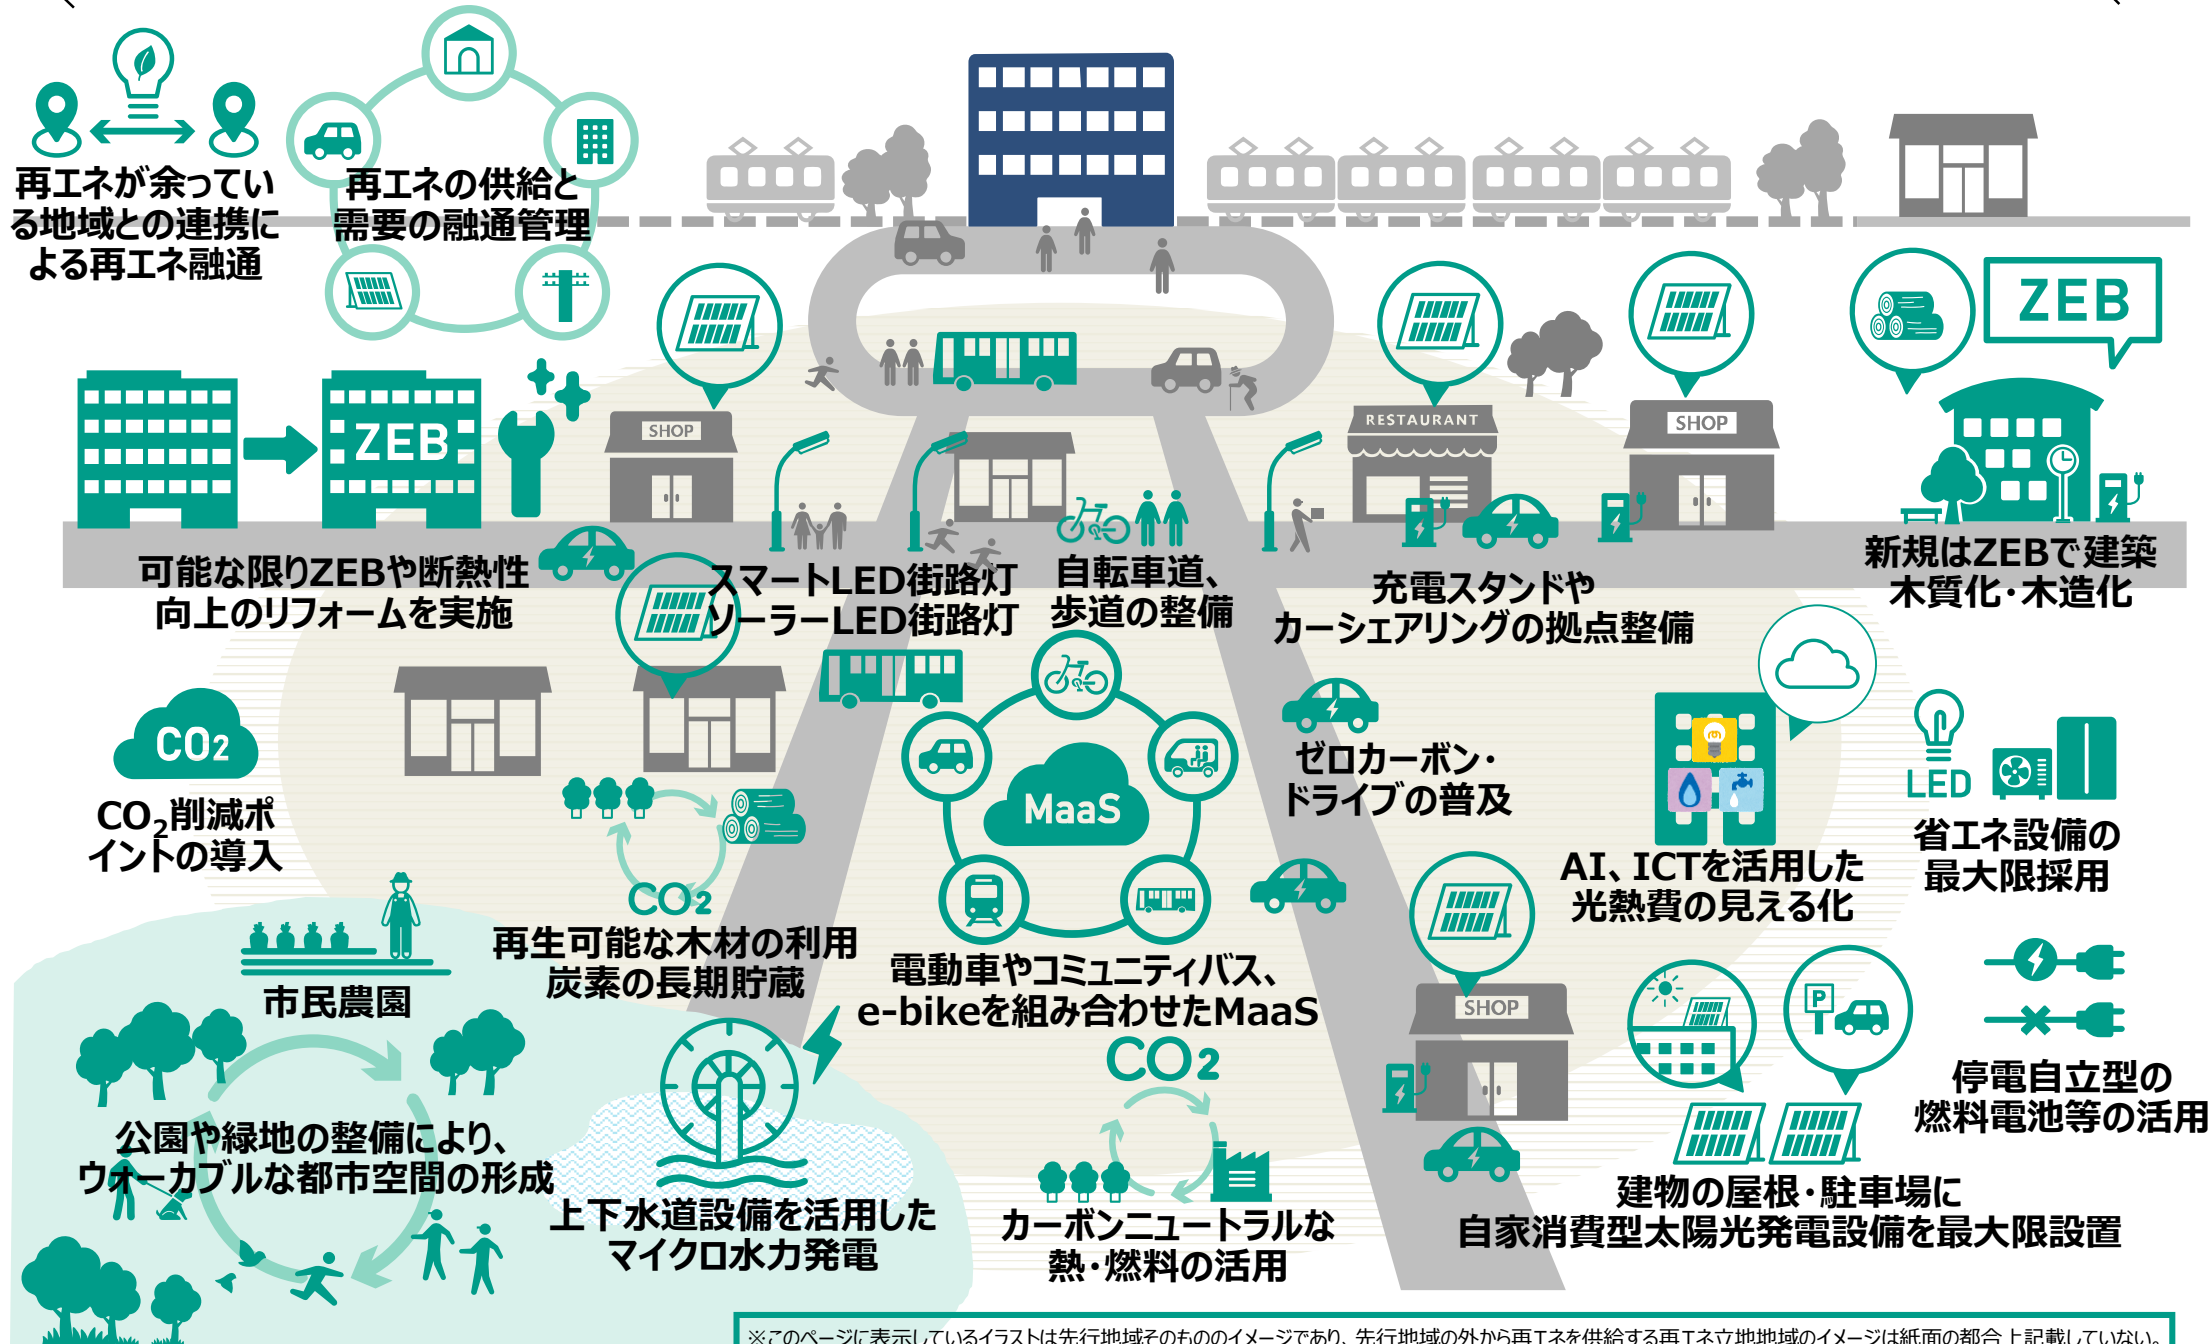 再エネが余ってい
る地域との連携に
よる再エネ融通
再エネの供給と
需要の融通管理
ZEB
SHOP
RESTAURANT
SHOP
ZEB
可能な限りZEBや断熱性
向上のリフォームを実施
スマートLED街路灯
ソーラーLED街路灯
自転車道、
歩道の整備
充電スタンドや
カーシェアリングの拠点整備
新規はZEBで建築
木質化・木造化
CO2
CO2削減ポ
イントの導入
MaaS
ゼロカーボン・
ドライブの普及
AI、ICTを活用した
光熱費の見える化
LED
省エネ設備の
最大限採用
市民農園
CO2
再生可能な木材の利用
炭素の長期貯蔵
電動車やコミュニティバス、
e-bikeを組み合わせたMaaS
SHOP
P
停電自立型の
燃料電池等の活用
公園や緑地の整備により、
ウォーカブルな都市空間の形成
上下水道設備を活用した
マイクロ水力発電
CO2
カーボンニュートラルな
熱・燃料の活用
建物の屋根・駐車場に
自家消費型太陽光発電設備を最大限設置
※このページに表示しているイラストは先行地域そのもののイメージであり、先行地域の外から再エネを供給する再エネ立地地域のイメージは紙面の都合上記載していない。